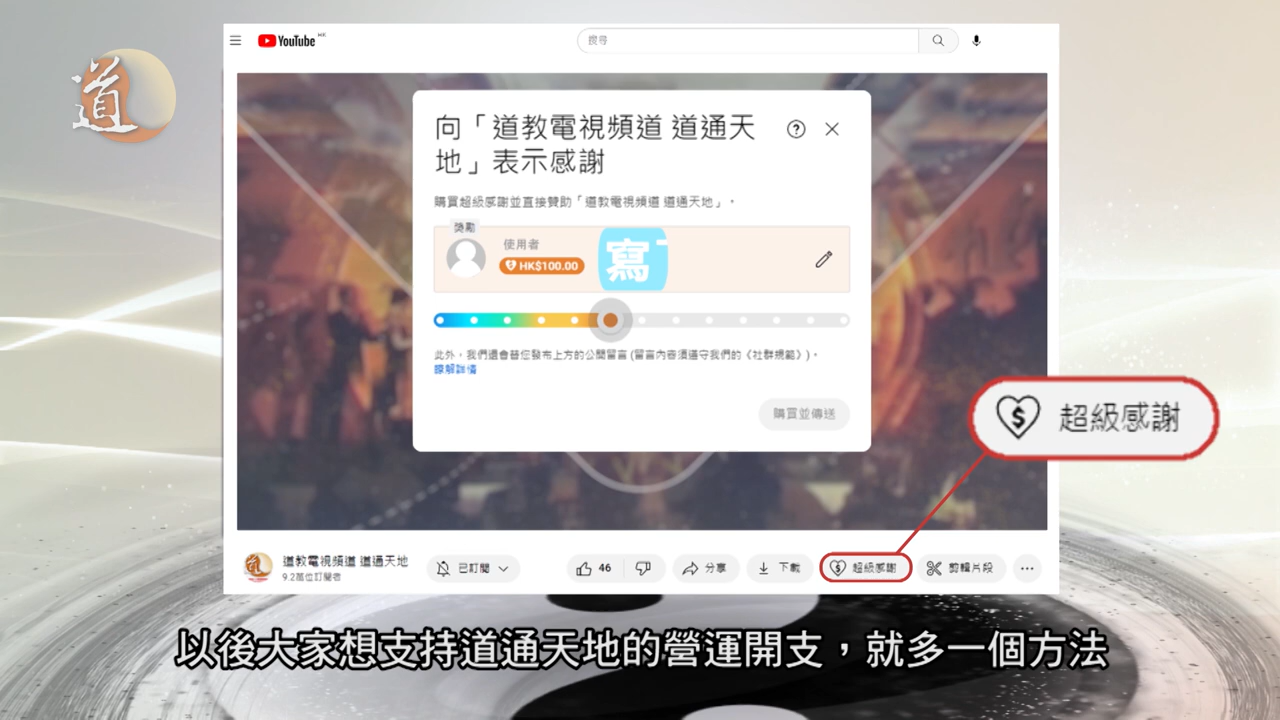 道
YouTube HK
搜尋
向「道教電視頻道 道通天
地」表示感謝
購買超級感謝並直接贊助「道教電視頻道 道通天地」。
獎勵
使用者
HK$100.00
寫
此外，我們還會替您發布上方的公開留言 (留言內容須遵守我們的《社群規範》)。
瞭解詳情
購買並傳送
超級感謝
道教電視頻道 道通天地
9.2萬位訂閱者
已訂閱
46
分享
下載
超級感謝
剪輯片段
以後大家想支持道通天地的營運開支，就多一個方法